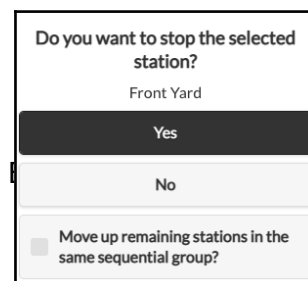 Do you want to stop the selected
station?
Front Yard
Yes
No
Move up remaining stations in the
same sequential group?